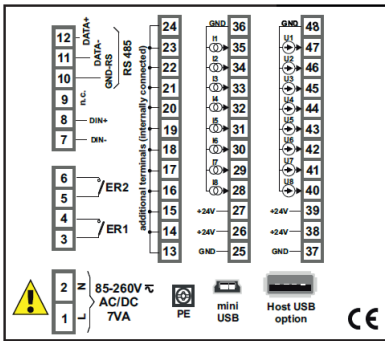 12 DATA+
11 DATA-
10 GND-RS
RS 485
9 n.c.
8 DIN+
7 DIN-
6
5
ER2
4
3
ER1
2 N
1 L
85-260V
AC/DC
7VA
additional terminals (internally connected)
24
23
22
21
20
19
18
17
16
15
14
13
GND 36
I1 35
I2 34
I3 33
I4 32
I5 31
I6 30
I7 29
I8 28
+24V 27
+24V 26
GND 25
GND 48
U1 47
U2 46
U3 45
U4 44
U5 43
U6 42
U7 41
U8 40
+24V 39
+24V 38
GND 37
PE
mini
USB
Host USB
option
CE